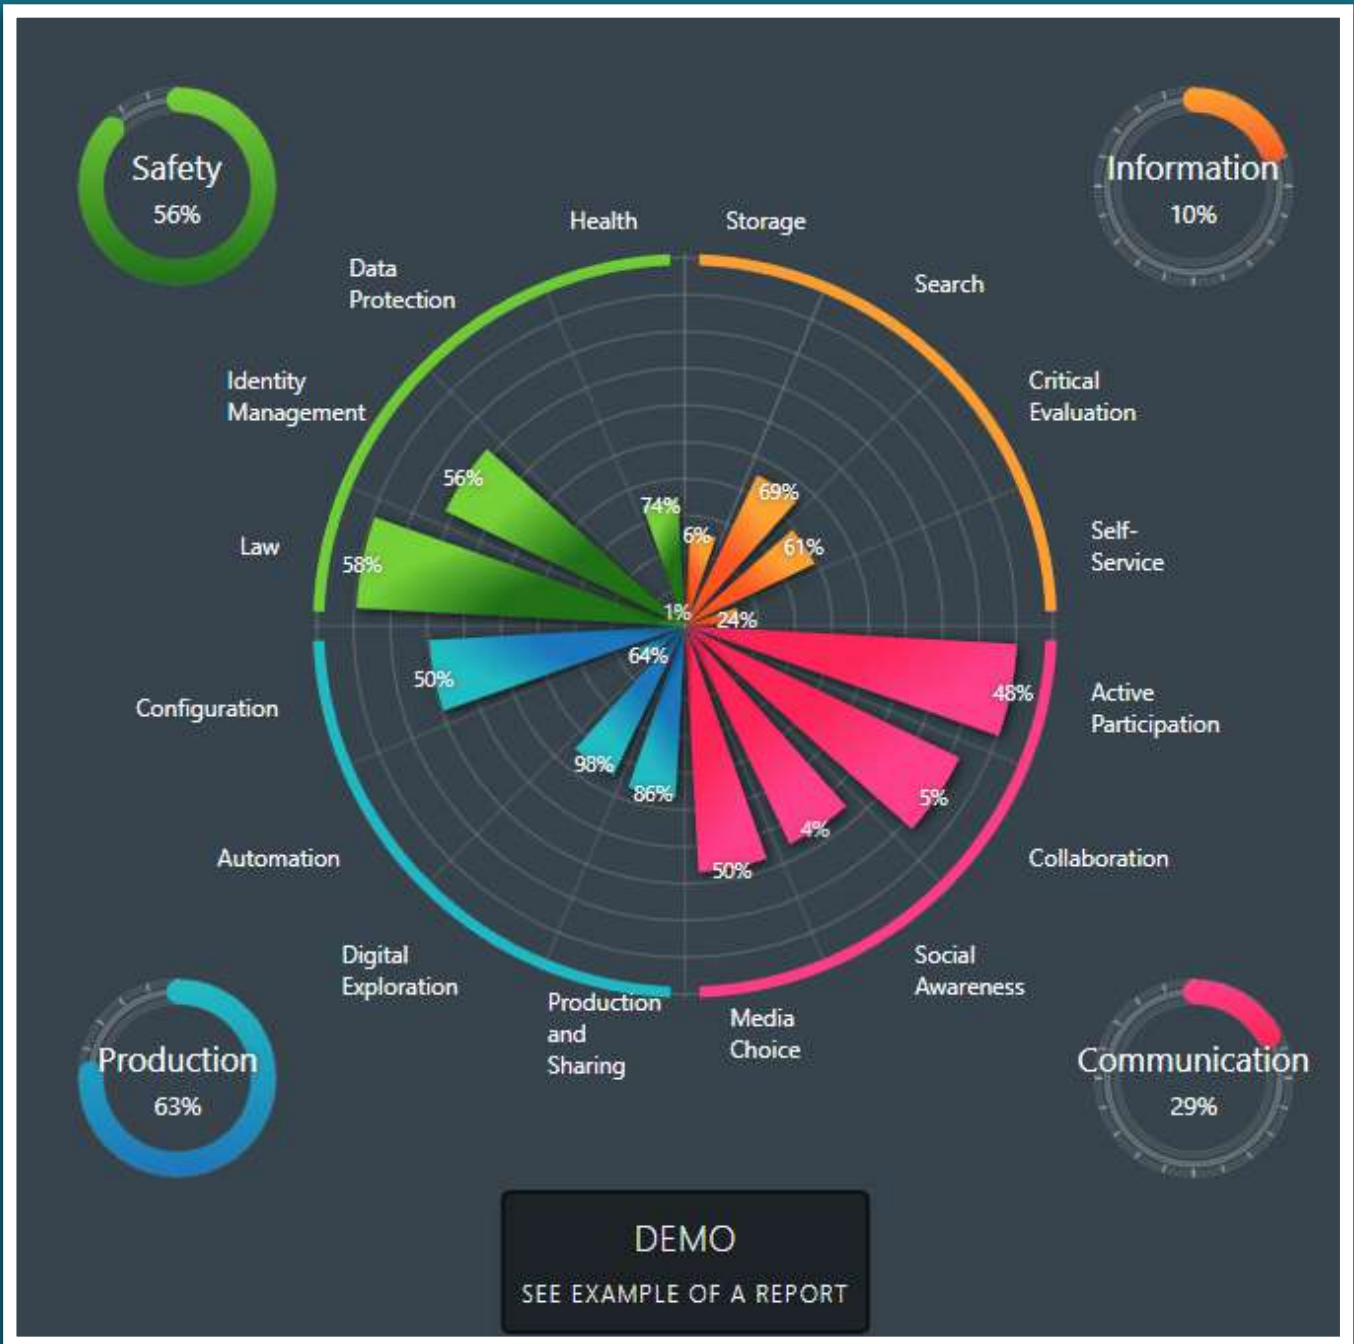 Safety
56%
Information
10%
Health
Storage
Data
Protection
Search
Identity
Management
Critical
Evaluation
56%
69%
74%
6%
61%
Law
58%
Self-
Service
1%
24%
64%
50%
48%
Configuration
Active
Participation
98%
86%
5%
4%
50%
Automation
Collaboration
Digital
Exploration
Social
Awareness
Production
and
Sharing
Media
Choice
Production
63%
Communication
29%
DEMO
SEE EXAMPLE OF A REPORT